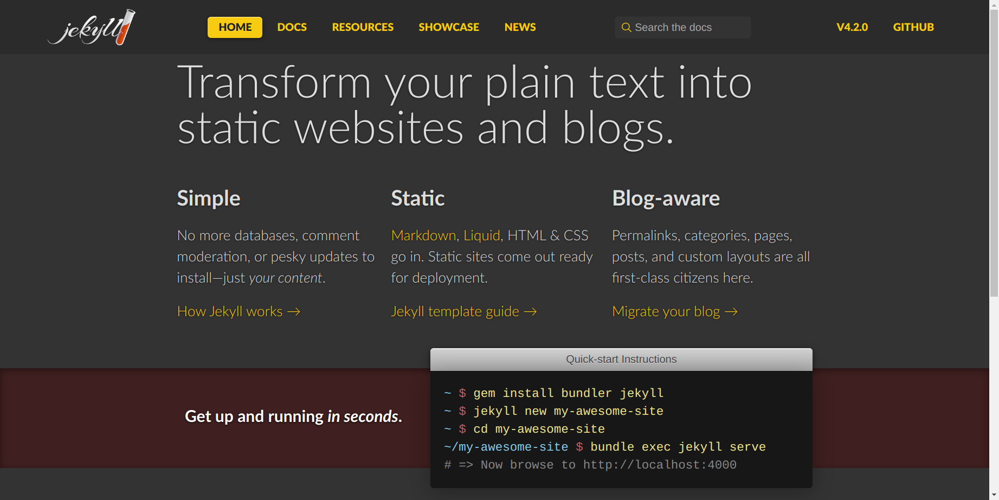 jekyll
HOME DOCS RESOURCES SHOWCASE NEWS Search the docs V4.2.0 GITHUB
Transform your plain text into
static websites and blogs.
Simple
No more databases, comment
moderation, or pesky updates to
install—just your content.
How Jekyll works →
Static
Markdown, Liquid, HTML & CSS
go in. Static sites come out ready
for deployment.
Jekyll template guide →
Blog-aware
Permalinks, categories, pages,
posts, and custom layouts are all
first-class citizens here.
Migrate your blog →
Get up and running in seconds.
Quick-start Instructions
~ $ gem install bundler jekyll
~ $ jekyll new my-awesome-site
~ $ cd my-awesome-site
~/my-awesome-site $ bundle exec jekyll serve
# => Now browse to http://localhost:4000